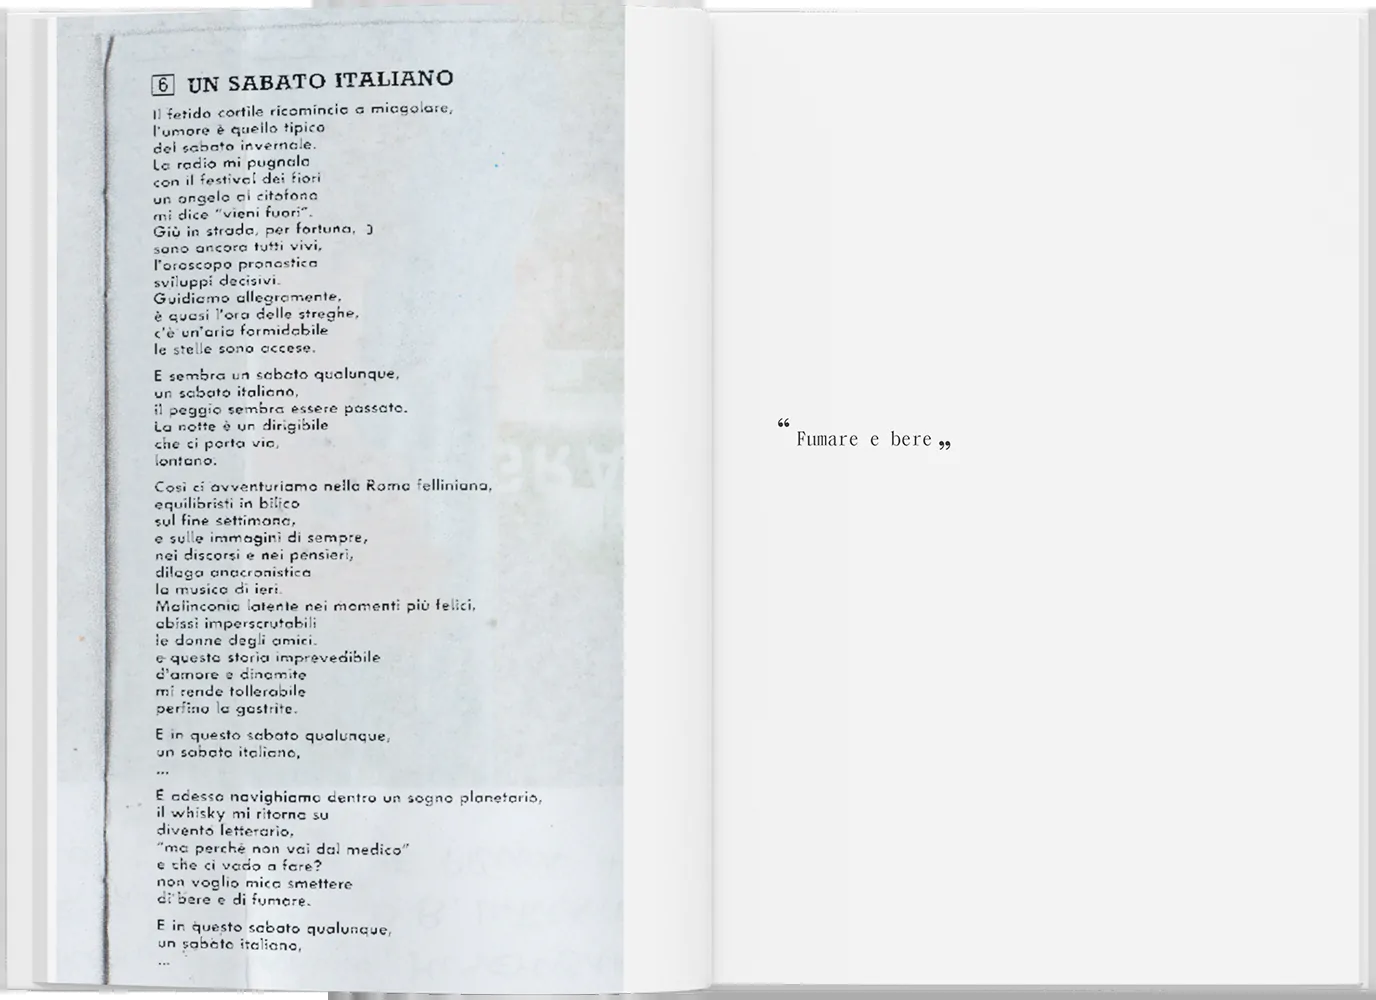 6 UN SABATO ITALIANO
Il fetido cortile ricomincia a miagolare,
l'umore è quello tipico
del sabato invernale.
La radio mi pugnala
con il festival dei fiori
un angelo al citofono
mi dice "vieni fuori".
Giù in strada, per fortuna,
sono ancora tutti vivi,
l'oroscopo pronostica
sviluppi decisivi.
Guidiamo allegramente,
è quasi l'ora delle streghe,
c'è un'aria formidabile
le stelle sono accese.
E sembra un sabato qualunque,
un sabato italiano,
il peggio sembra essere passato.
La notte è un dirigibile
che ci porta via,
lontano.
Così ci avventuriamo nella Roma felliniana,
equilibristi in bilico
sul fine settimana,
e sulle immagini di sempre,
nei discorsi e nei pensieri,
dilaga anacronistica
la musica di ieri.
Malinconia latente nei momenti più felici,
abissi imperscrutabili
le donne degli amici.
e questa storia imprevedibile
d'amore e dinamite
mi rende tollerabile
perfino la gastrite.
E in questo sabato qualunque,
un sabato italiano,
...
E adesso navighiamo dentro un sogno planetario,
il whisky mi ritorna su
divento letterario,
"ma perché non vai dal medico"
e che ci vado a fare?
non voglio mica smettere
di bere e di fumare.
E in questo sabato qualunque,
un sabato italiano,
...
“Fumare e bere„